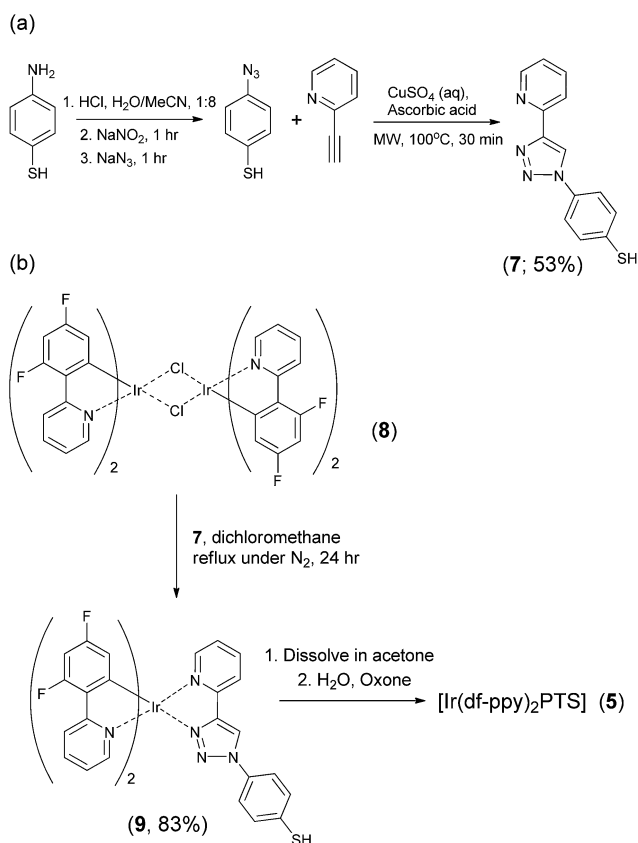 (a)
NH₂
SH
1. HCl, H₂O/MeCN, 1:8
2. NaNO₂, 1 hr
3. NaN₃, 1 hr
N₃
SH
+
N
CuSO₄ (aq),
Ascorbic acid
MW, 100°C, 30 min
N
N
N
N
SH
(7; 53%)
(b)
F
F
N
2
Ir
Cl
Cl
Ir
N
F
F
2
(8)
7, dichloromethane
reflux under N₂, 24 hr
F
F
N
2
Ir
N
N
N
N
SH
(9, 83%)
1. Dissolve in acetone
2. H₂O, Oxone
[Ir(df-ppy)₂PTS] (5)